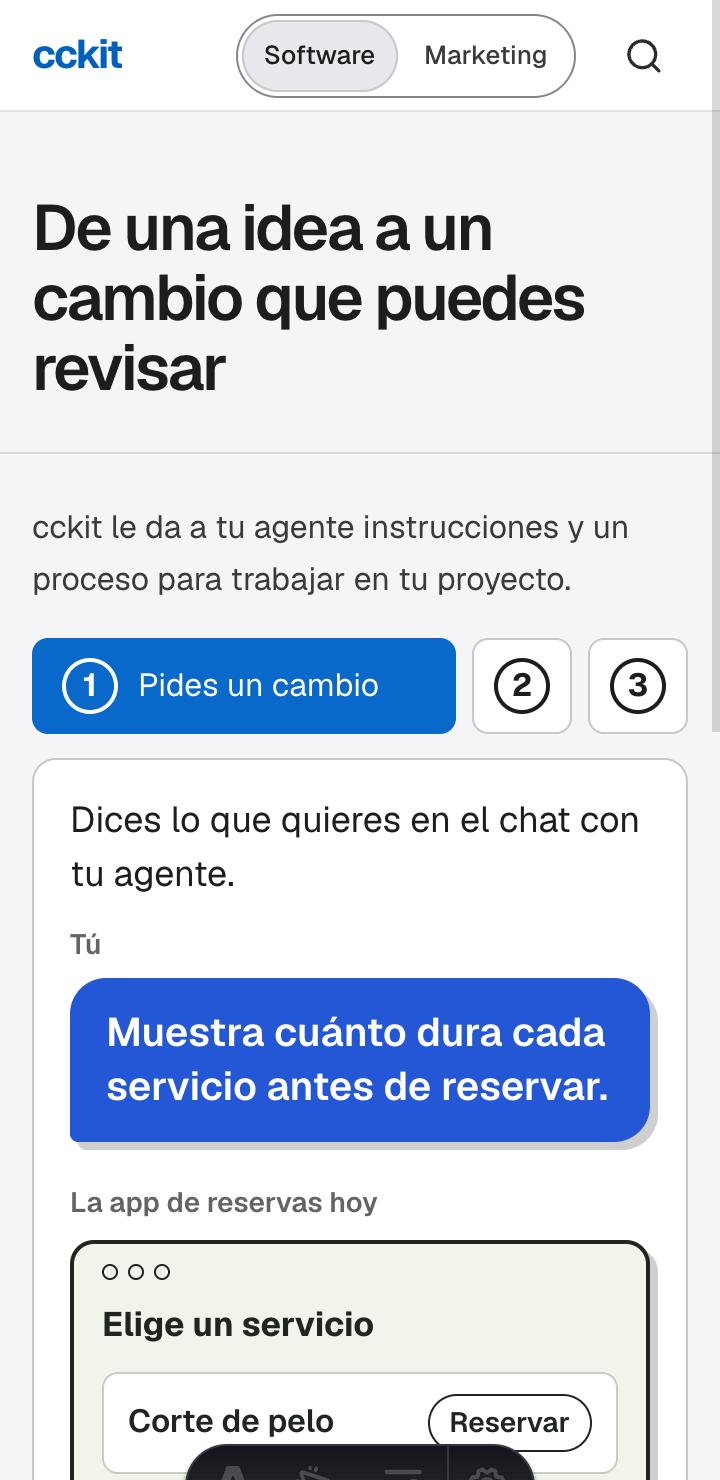 cckit
Software
Marketing
De una idea a un
cambio que puedes
revisar
cckit le da a tu agente instrucciones y un
proceso para trabajar en tu proyecto.
1 Pides un cambio
2
3
Dices lo que quieres en el chat con
tu agente.
Tú
Muestra cuánto dura cada
servicio antes de reservar.
La app de reservas hoy
Elige un servicio
Corte de pelo
Reservar